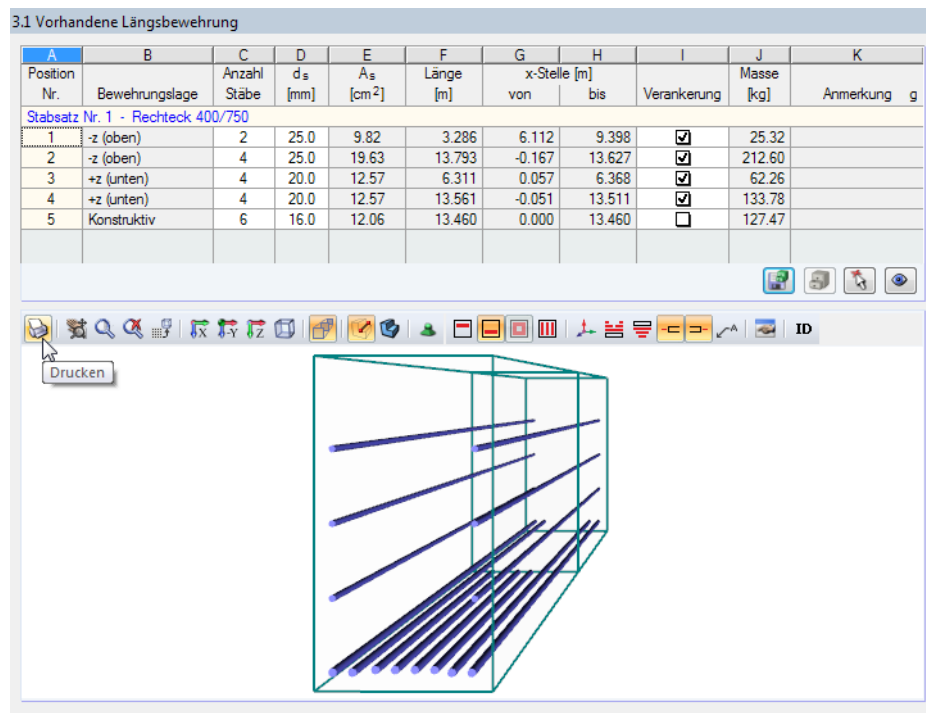 3.1 Vorhandene Längsbewehrung
A B C D E F G H I J K
Position Anzahl ds As Länge x-Stelle [m] Masse
Nr. Bewehrungslage Stäbe [mm] [cm2] [m] von bis Verankerung [kg] Anmerkung g
Stabsatz Nr. 1 - Rechteck 400/750
1 -z (oben) 2 25.0 9.82 3.286 6.112 9.398 25.32
2 -z (oben) 4 25.0 19.63 13.793 -0.167 13.627 212.60
3 +z (unten) 4 20.0 12.57 6.311 0.057 6.368 62.26
4 +z (unten) 4 20.0 12.57 13.561 -0.051 13.511 133.78
5 Konstruktiv 6 16.0 12.06 13.460 0.000 13.460 127.47
X -Y Z A ID
Drucken